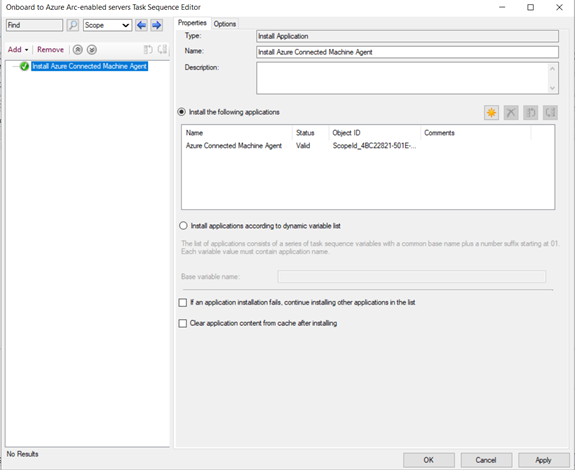 Onboard to Azure Arc-enabled servers Task Sequence Editor
Find
Scope
Add
Remove
Install Azure Connected Machine Agent
No Results
Properties
Options
Type:
Install Application
Name:
Install Azure Connected Machine Agent
Description:
Install the following applications
Name Status Object ID Comments
Azure Connected Machine Agent Valid ScopeId_4BC22821-501E-...
Install applications according to dynamic variable list
The list of applications consists of a series of task sequence variables with a common base name plus a number suffix starting at 01.
Each variable value must contain application name.
Base variable name:
If an application installation fails, continue installing other applications in the list
Clear application content from cache after installing
OK
Cancel
Apply